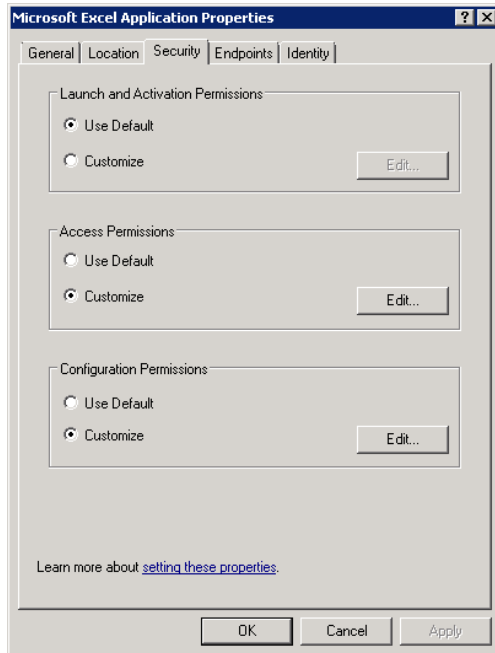 Microsoft Excel Application Properties
General Location Security Endpoints Identity
Launch and Activation Permissions
Use Default
Customize Edit...
Access Permissions
Use Default
Customize Edit...
Configuration Permissions
Use Default
Customize Edit...
Learn more about setting these properties.
OK Cancel Apply